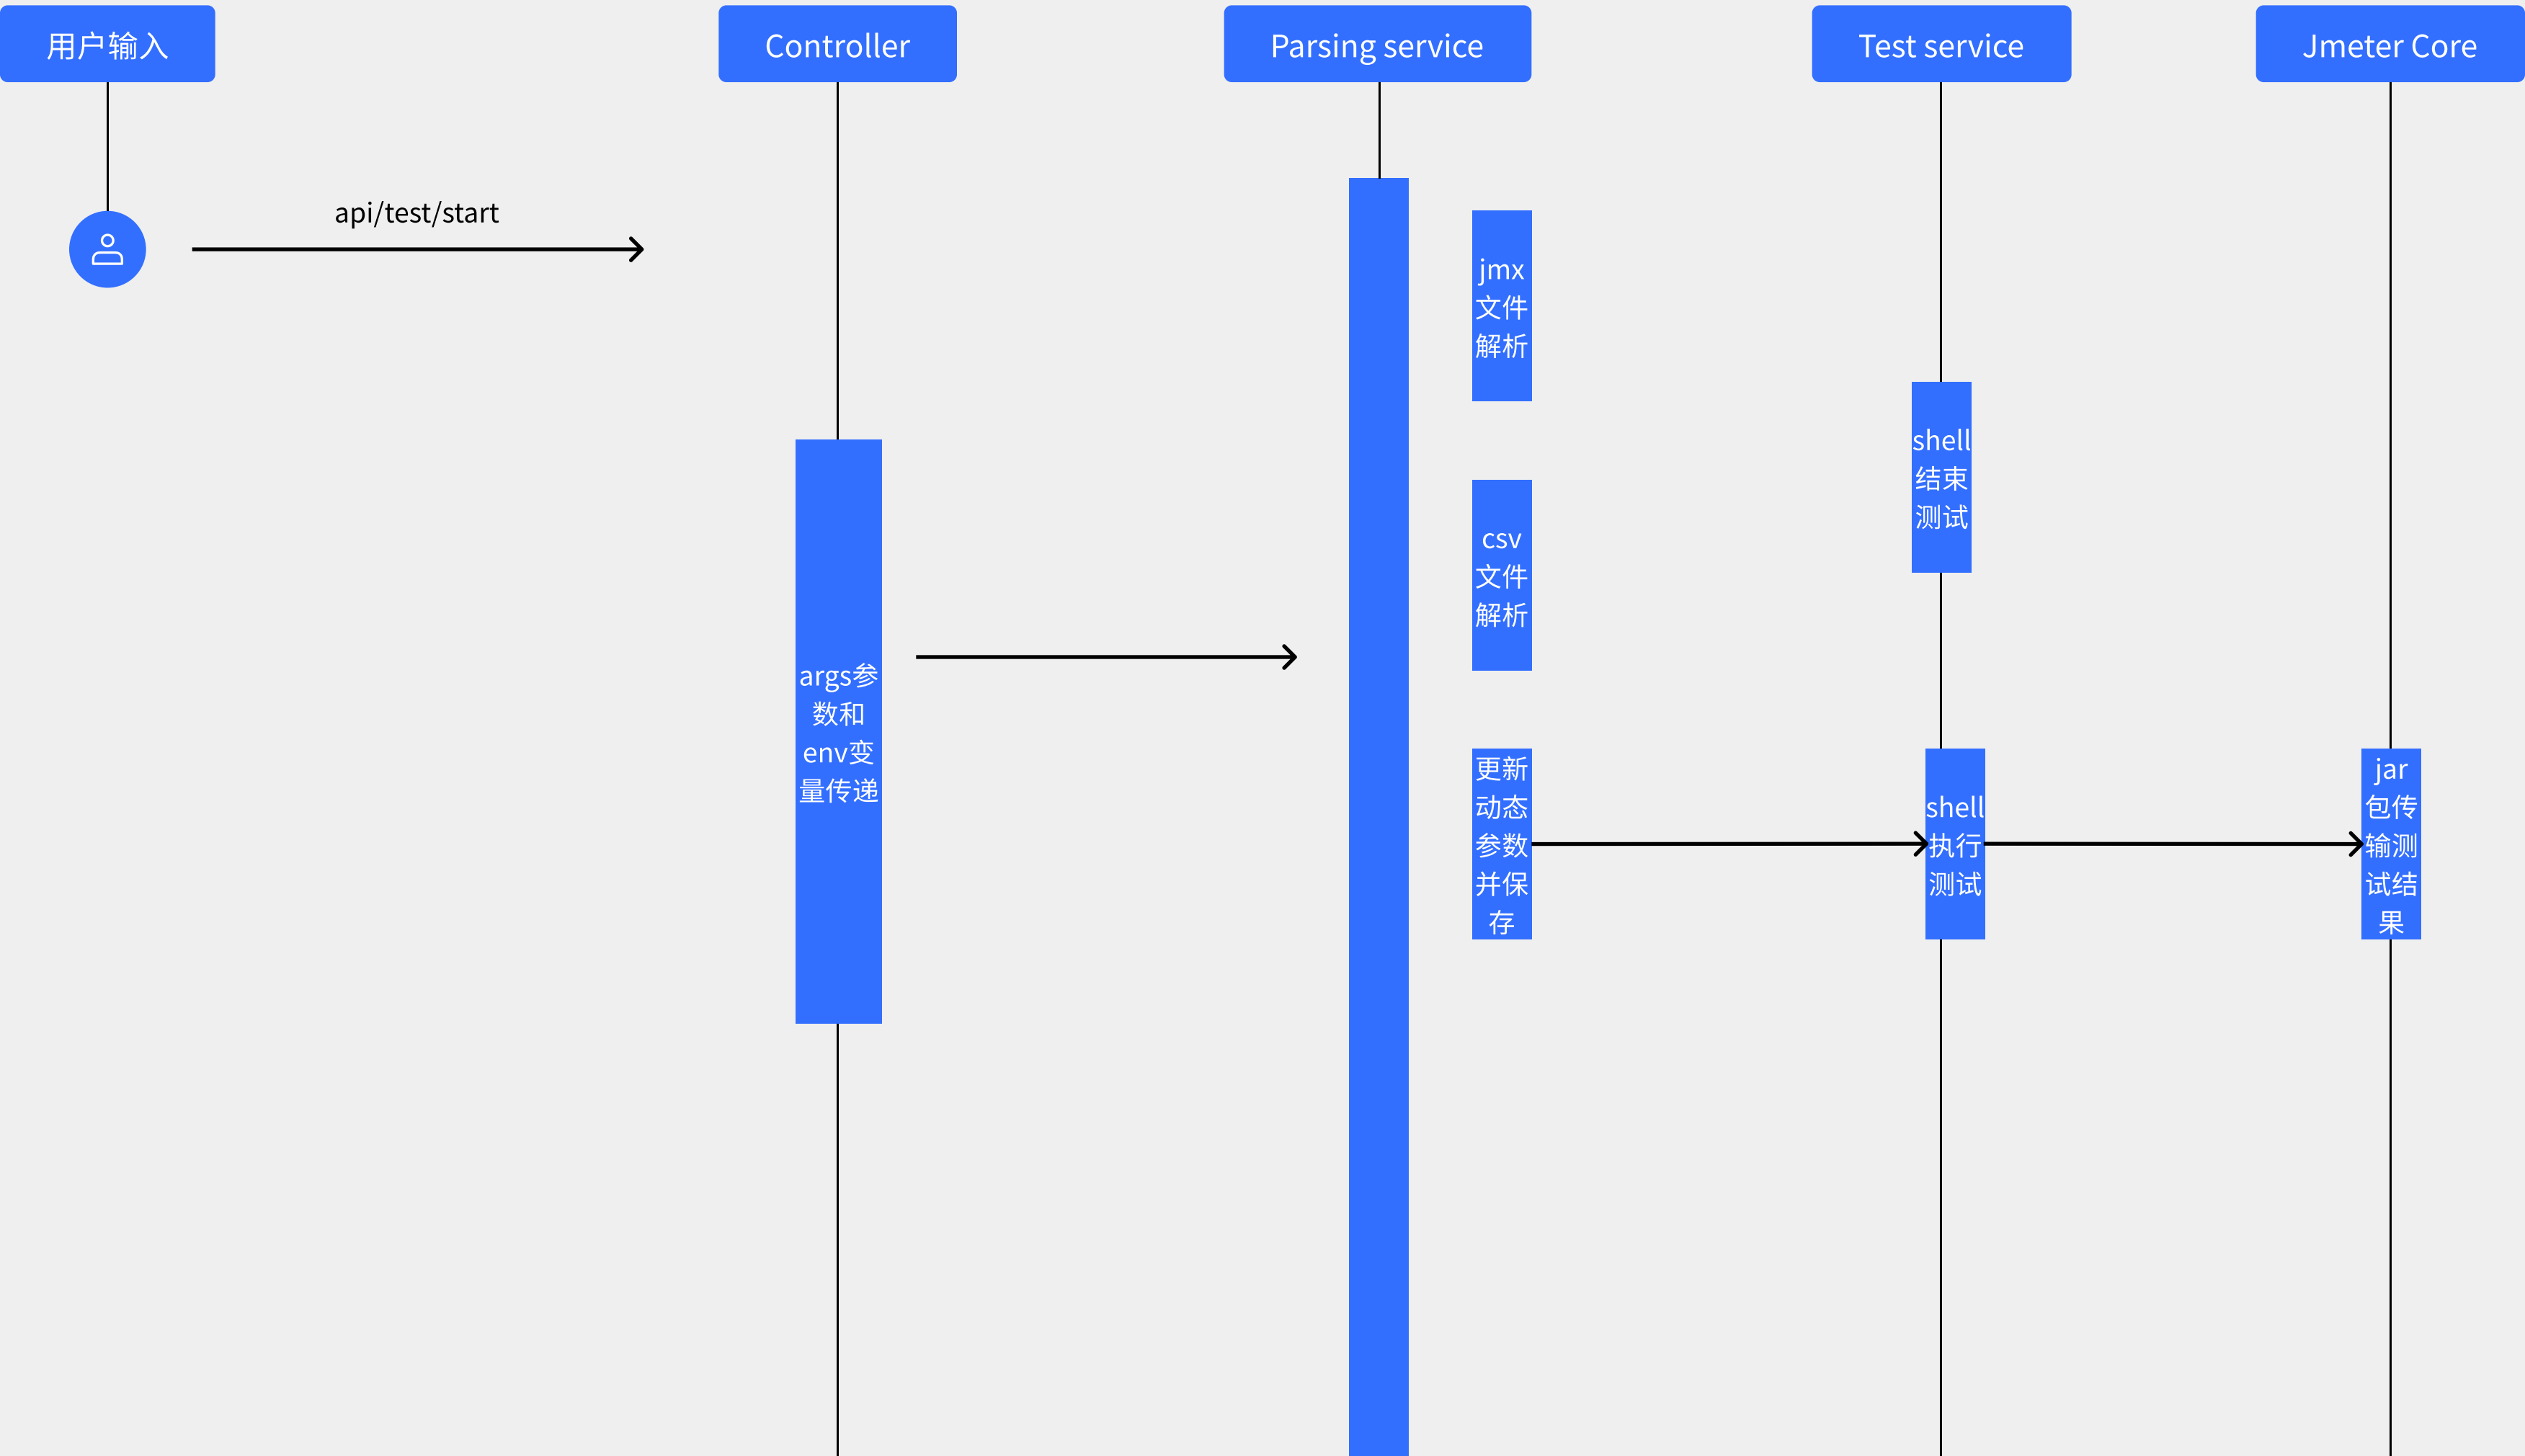 用户输入
Controller
Parsing service
Test service
Jmeter Core
api/test/start
args参
数和
env变
量传递
jmx
文件
解析
csv
文件
解析
更新
动态
参数
并保
存
shell
结束
测试
shell
执行
测试
jar
包传
输测
试结
果